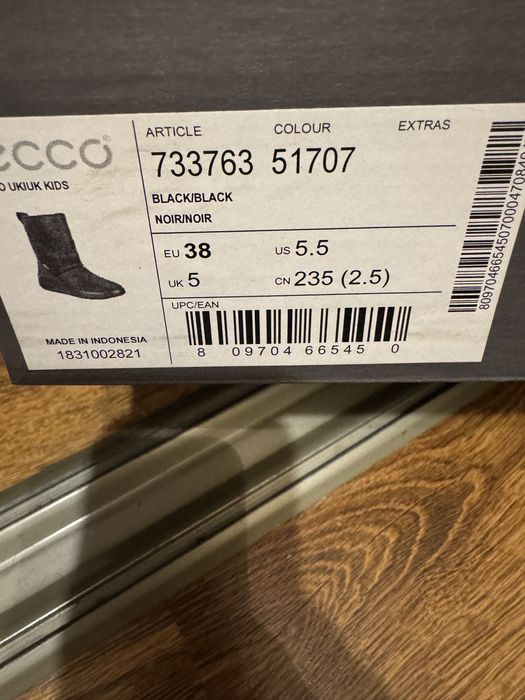 ecco
O UKIUK KIDS
ARTICLE COLOUR EXTRAS
733763 51707
BLACK/BLACK
NOIR/NOIR
EU 38 US 5.5
UK 5 CN 235 (2.5)
UPC/EAN
8 09704 66545 0
MADE IN INDONESIA
1831002821